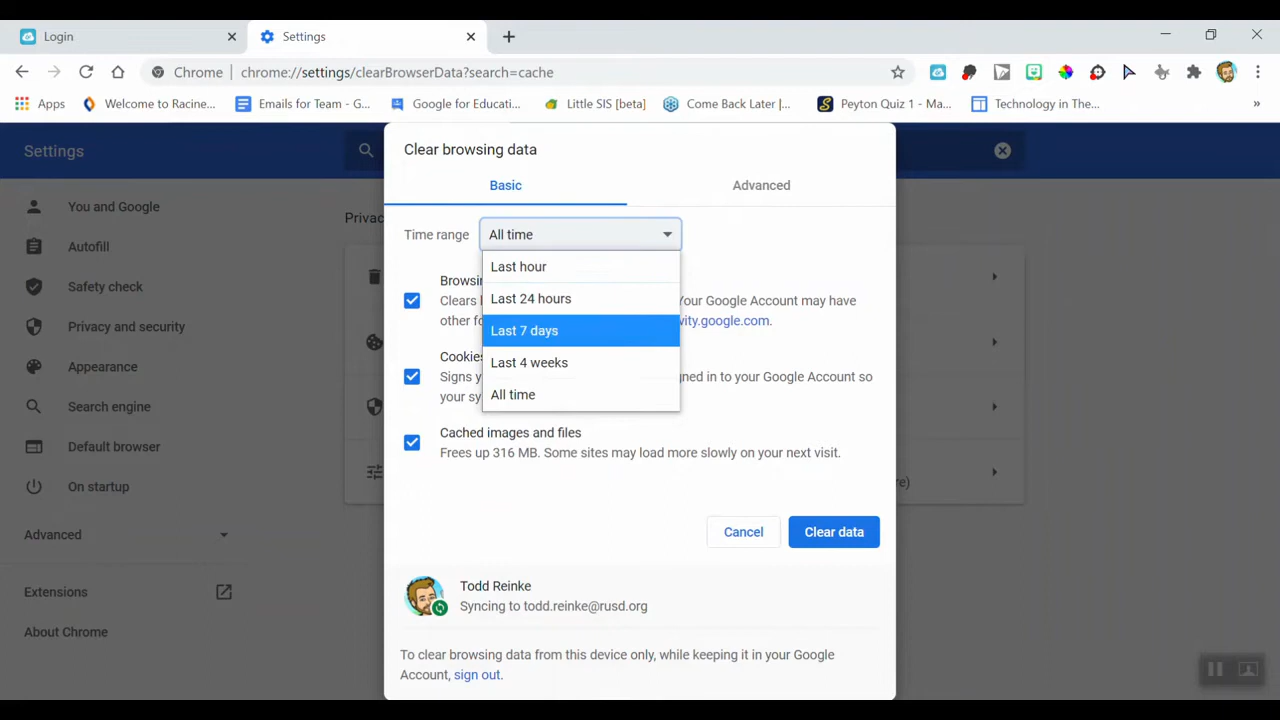 Login
Settings
Chrome
chrome://settings/clearBrowserData?search=cache
Apps
Welcome to Racine...
Emails for Team - G...
Google for Educati...
Little SIS [beta]
Come Back Later |...
Peyton Quiz 1 - Ma...
Technology in The...
»
Settings
You and Google
Autofill
Safety check
Privacy and security
Appearance
Search engine
Default browser
On startup
Advanced
Extensions
About Chrome
Privac
re)
Clear browsing data
Basic
Advanced
Time range
All time
Last hour
Last 24 hours
Last 7 days
Last 4 weeks
All time
Browsin
Clears Your Google Account may have
other fo vity.google.com.
Cookies
Signs y ned in to your Google Account so
your sy
Cached images and files
Frees up 316 MB. Some sites may load more slowly on your next visit.
Cancel
Clear data
Todd Reinke
Syncing to todd.reinke@rusd.org
To clear browsing data from this device only, while keeping it in your Google
Account, sign out.